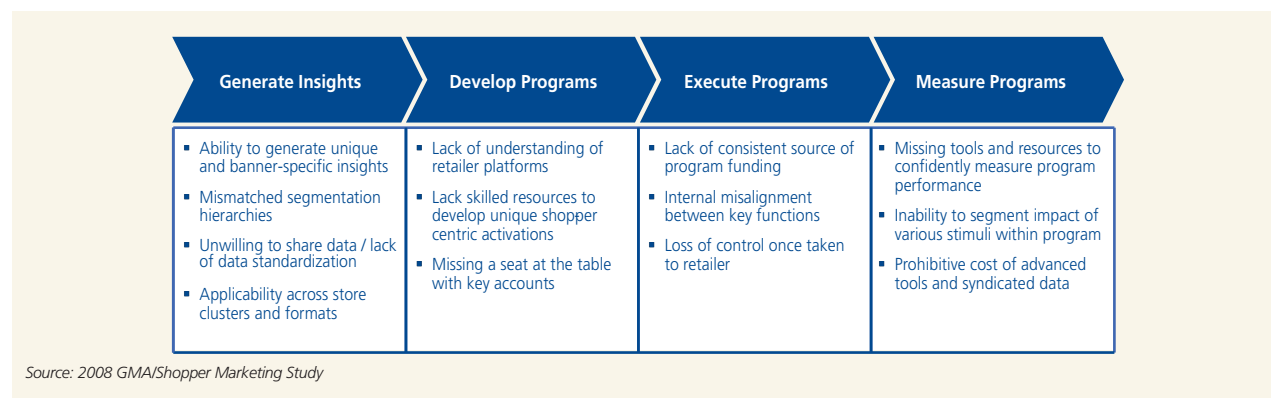 Generate Insights
Develop Programs
Execute Programs
Measure Programs
▪ Ability to generate unique
and banner-specific insights
▪ Mismatched segmentation
hierarchies
▪ Unwilling to share data / lack
of data standardization
▪ Applicability across store
clusters and formats
▪ Lack of understanding of
retailer platforms
▪ Lack skilled resources to
develop unique shopper
centric activations
▪ Missing a seat at the table
with key accounts
▪ Lack of consistent source of
program funding
▪ Internal misalignment
between key functions
▪ Loss of control once taken
to retailer
▪ Missing tools and resources to
confidently measure program
performance
▪ Inability to segment impact of
various stimuli within program
▪ Prohibitive cost of advanced
tools and syndicated data
Source: 2008 GMA/Shopper Marketing Study